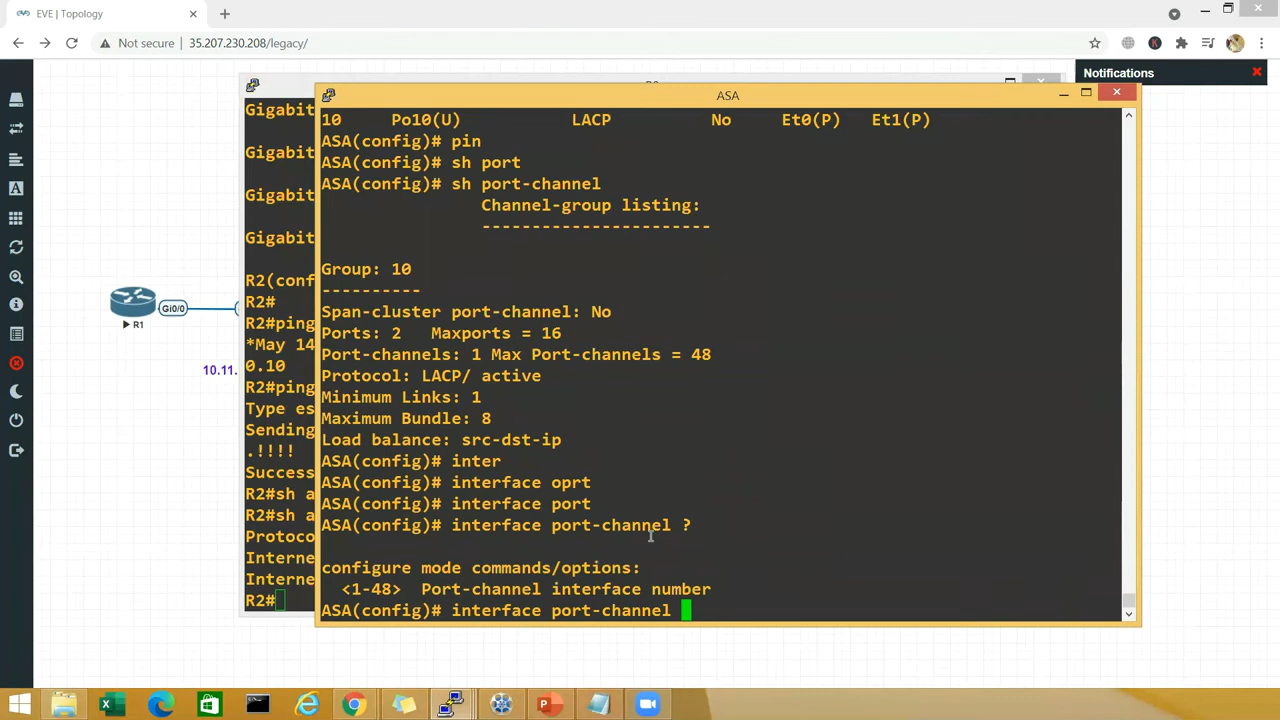 EVE | Topology
Not secure | 35.207.230.208/legacy/
Notifications
R1
Gi0/0
10.11.
Gigabit
Gigabit
Gigabit
Gigabit
R2(conf
R2#
R2#ping
*May 14
0.10
R2#ping
Type es
Sending
.!!!!
Success
R2#sh a
R2#sh a
Protoco
Interne
Interne
R2#
ASA
10     Po10(U)           LACP          No     Et0(P)   Et1(P)
ASA(config)# pin
ASA(config)# sh port
ASA(config)# sh port-channel
Channel-group listing:
-----------------------
Group: 10
----------
Span-cluster port-channel: No
Ports: 2   Maxports = 16
Port-channels: 1 Max Port-channels = 48
Protocol: LACP/ active
Minimum Links: 1
Maximum Bundle: 8
Load balance: src-dst-ip
ASA(config)# inter
ASA(config)# interface oprt
ASA(config)# interface port
ASA(config)# interface port-channel ?
configure mode commands/options:
<1-48>  Port-channel interface number
ASA(config)# interface port-channel